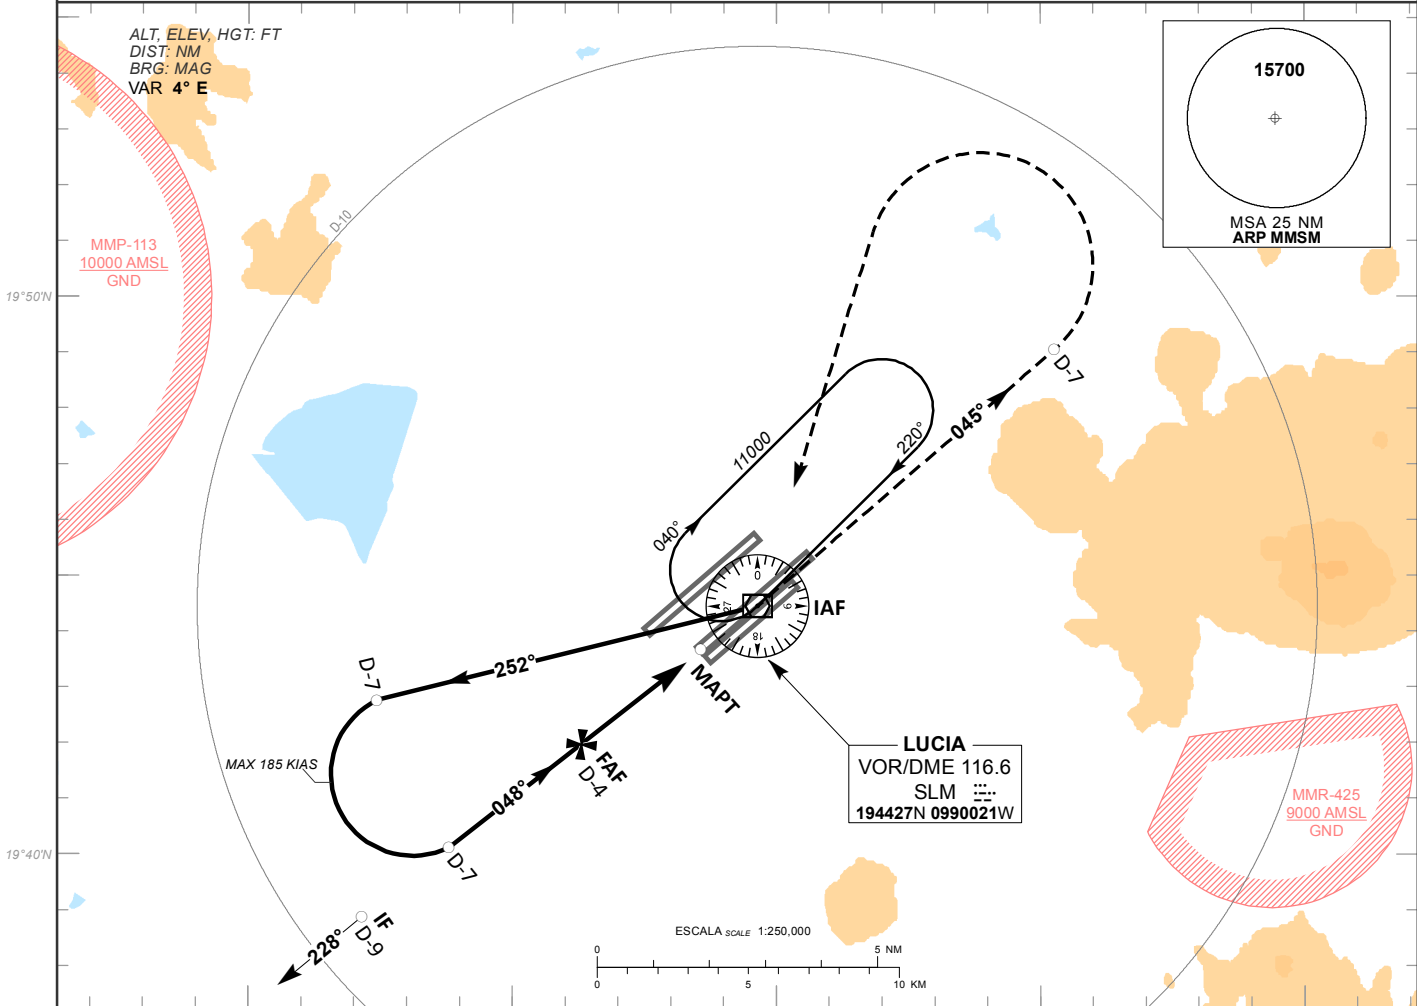 ALT, ELEV, HGT: FT
DIST: NM
BRG: MAG
VAR 4° E
15700
MSA 25 NM
ARP MMSM
D-10
MMP-113
10000 AMSL
GND
19°50'N
D-7
045°
220°
11000
040°
0
9
18
27
IAF
252°
D-7
MAPT
MAX 185 KIAS
FAF
D-4
048°
LUCIA
VOR/DME 116.6
SLM
194427N 0990021W
MMR-425
9000 AMSL
GND
19°40'N
D-7
IF
D-9
228°
ESCALA SCALE 1:250,000
0 5 NM
0 5 10 KM